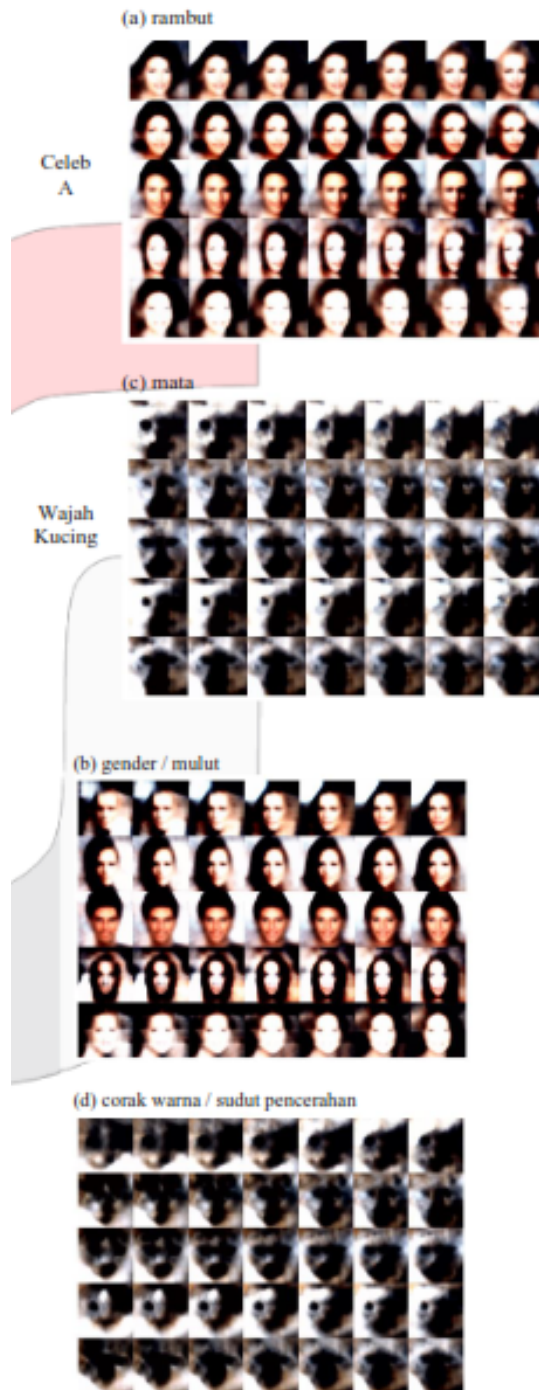 (a) rambut
Celeb
A
(c) mata
Wajah
Kucing
(b) gender / mulut
(d) corak warna / sudut pencerahan